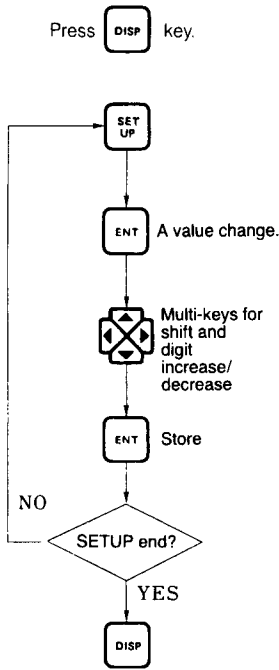 Press DISP key.
SET
UP
ENT A value change.
Multi-keys for
shift and
digit
increase/
decrease
ENT Store
NO
SETUP end?
YES
DISP